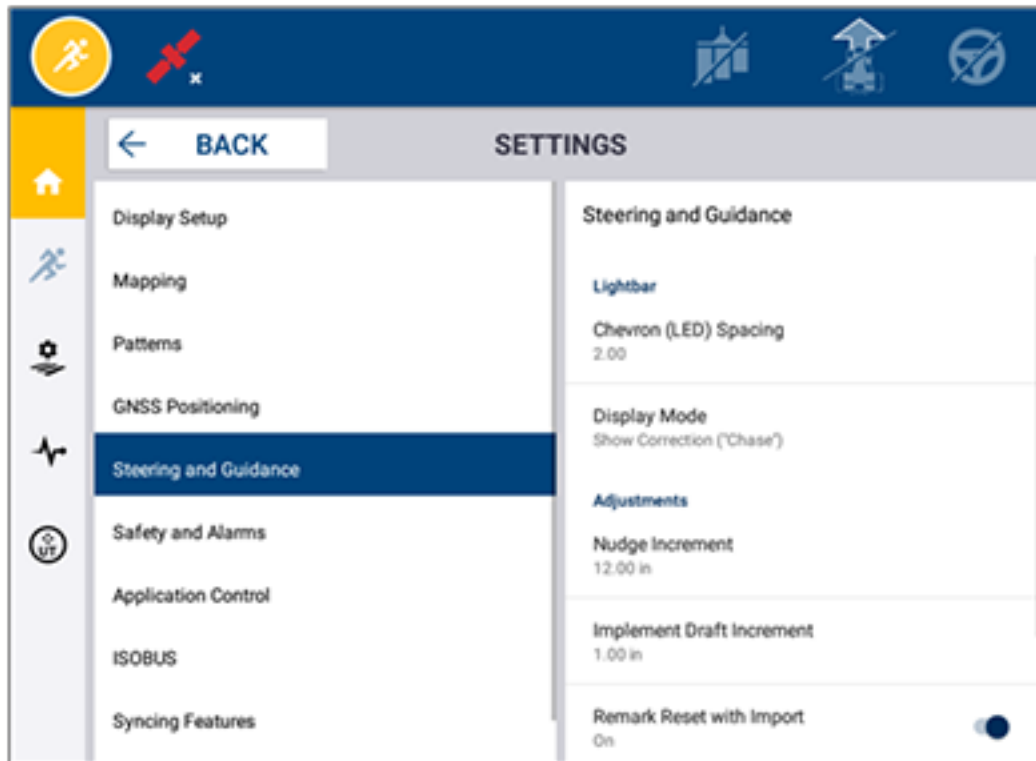 BACK
SETTINGS
Display Setup
Mapping
Patterns
GNSS Positioning
Steering and Guidance
Safety and Alarms
Application Control
ISOBUS
Syncing Features
Steering and Guidance
Lightbar
Chevron (LED) Spacing
2.00
Display Mode
Show Correction ("Chase")
Adjustments
Nudge Increment
12.00 in
Implement Draft Increment
1.00 in
Remark Reset with Import
On
UT